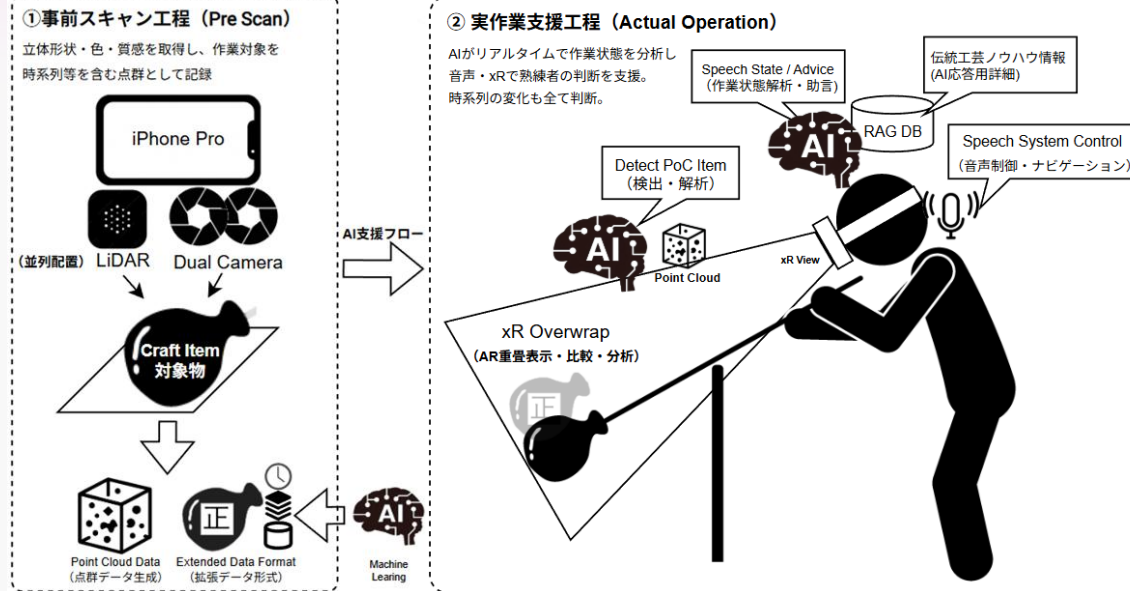 ①事前スキャン工程（Pre Scan）
立体形状・色・質感を取得し、作業対象を
時系列等を含む点群として記録
iPhone Pro
（並列配置）
LiDAR
Dual Camera
Craft Item
対象物
Point Cloud Data
（点群データ生成）
正
Extended Data Format
（拡張データ形式）
AI
Machine
Learing
AI支援フロー
② 実作業支援工程（Actual Operation）
AIがリアルタイムで作業状態を分析し
音声・xRで熟練者の判断を支援。
時系列の変化も全て判断。
Speech State / Advice
（作業状態解析・助言)
伝統工芸ノウハウ情報
(AI応答用詳細)
AI
RAG DB
Speech System Control
（音声制御・ナビゲーション）
Detect PoC Item
（検出・解析）
AI
Point Cloud
xR View
xR Overwrap
（AR重畳表示・比較・分析）
正